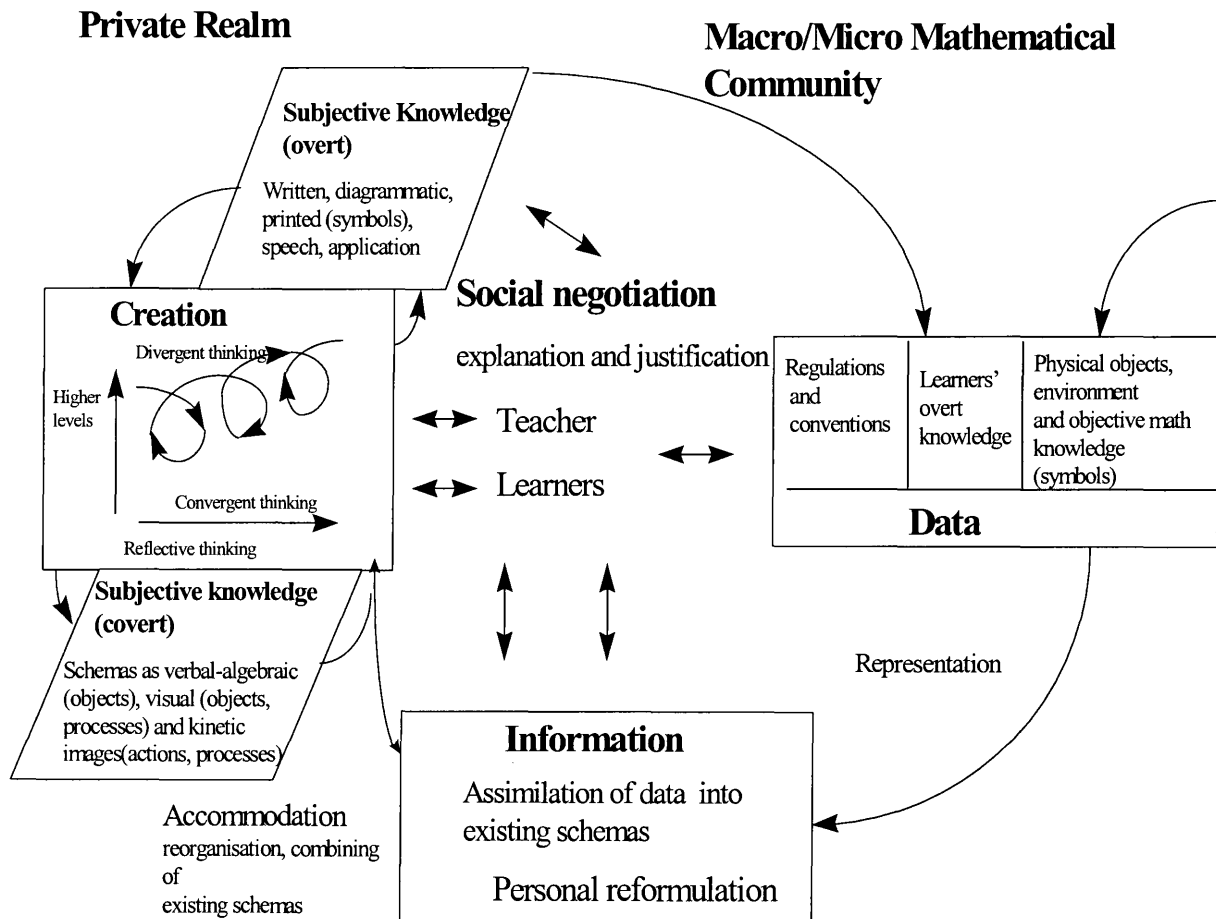 Private Realm
Macro/Micro Mathematical
Community
Subjective Knowledge
(overt)
Written, diagrammatic,
printed (symbols),
speech, application
Creation
Divergent thinking
Higher
levels
Convergent thinking
Reflective thinking
Social negotiation
explanation and justification
Teacher
Learners
Regulations
and
conventions
Learners'
overt
knowledge
Physical objects,
environment
and objective math
knowledge
(symbols)
Data
Subjective knowledge
(covert)
Schemas as verbal-algebraic
(objects), visual (objects,
processes) and kinetic
images(actions, processes)
Representation
Information
Assimilation of data into
existing schemas
Personal reformulation
Accommodation
reorganisation, combining
of
existing schemas